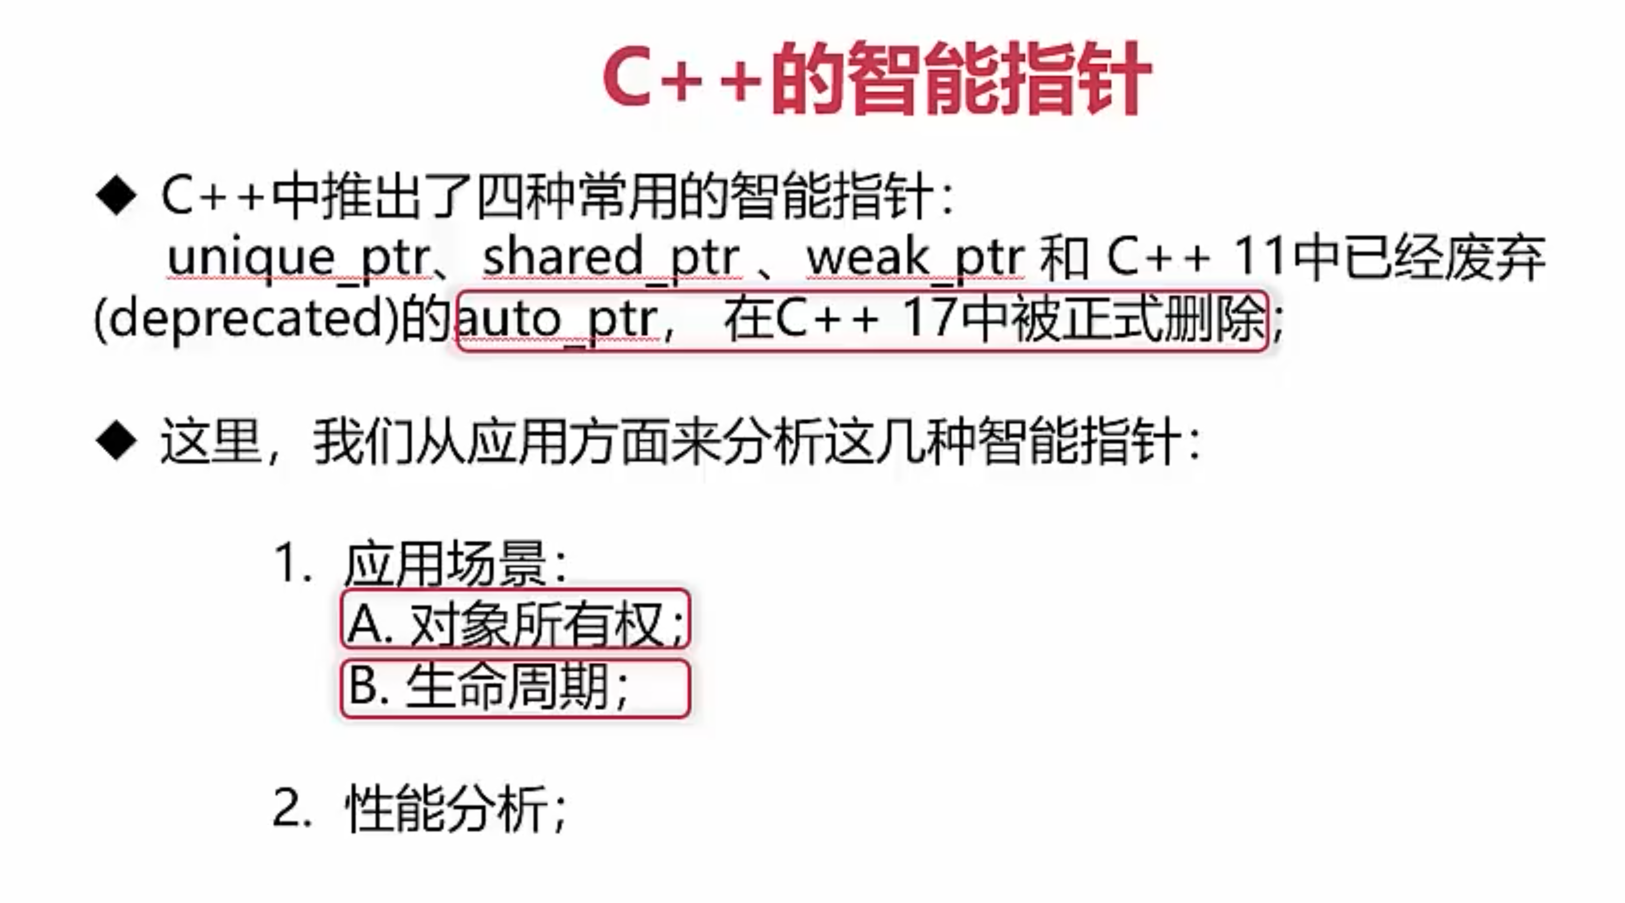 C++的智能指针
◆ C++中推出了四种常用的智能指针：
unique_ptr、shared_ptr 、weak_ptr 和 C++ 11中已经废弃
(deprecated)的auto_ptr， 在C++ 17中被正式删除；
◆ 这里，我们从应用方面来分析这几种智能指针：
1. 应用场景：
A. 对象所有权；
B. 生命周期；
2. 性能分析；